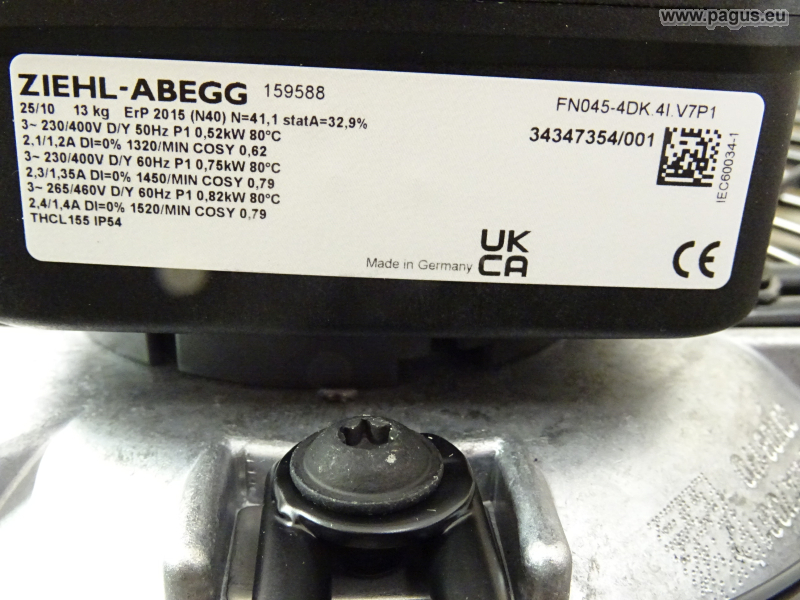 www.pagus.eu
ZIEHL-ABEGG 159588
FN045-4DK.4I.V7P1
25/10 13 kg ErP 2015 (N40) N=41,1 statA=32,9%
34347354/001
3~ 230/400V D/Y 50Hz P1 0,52kW 80°C
2,1/1,2A DI=0% 1320/MIN COSY 0,62
3~ 230/400V D/Y 60Hz P1 0,75kW 80°C
2,3/1,35A DI=0% 1450/MIN COSY 0,79
3~ 265/460V D/Y 60Hz P1 0,82kW 80°C
2,4/1,4A DI=0% 1520/MIN COSY 0,79
THCL155 IP54
IEC60034-1
Made in Germany
UK
CA
CE